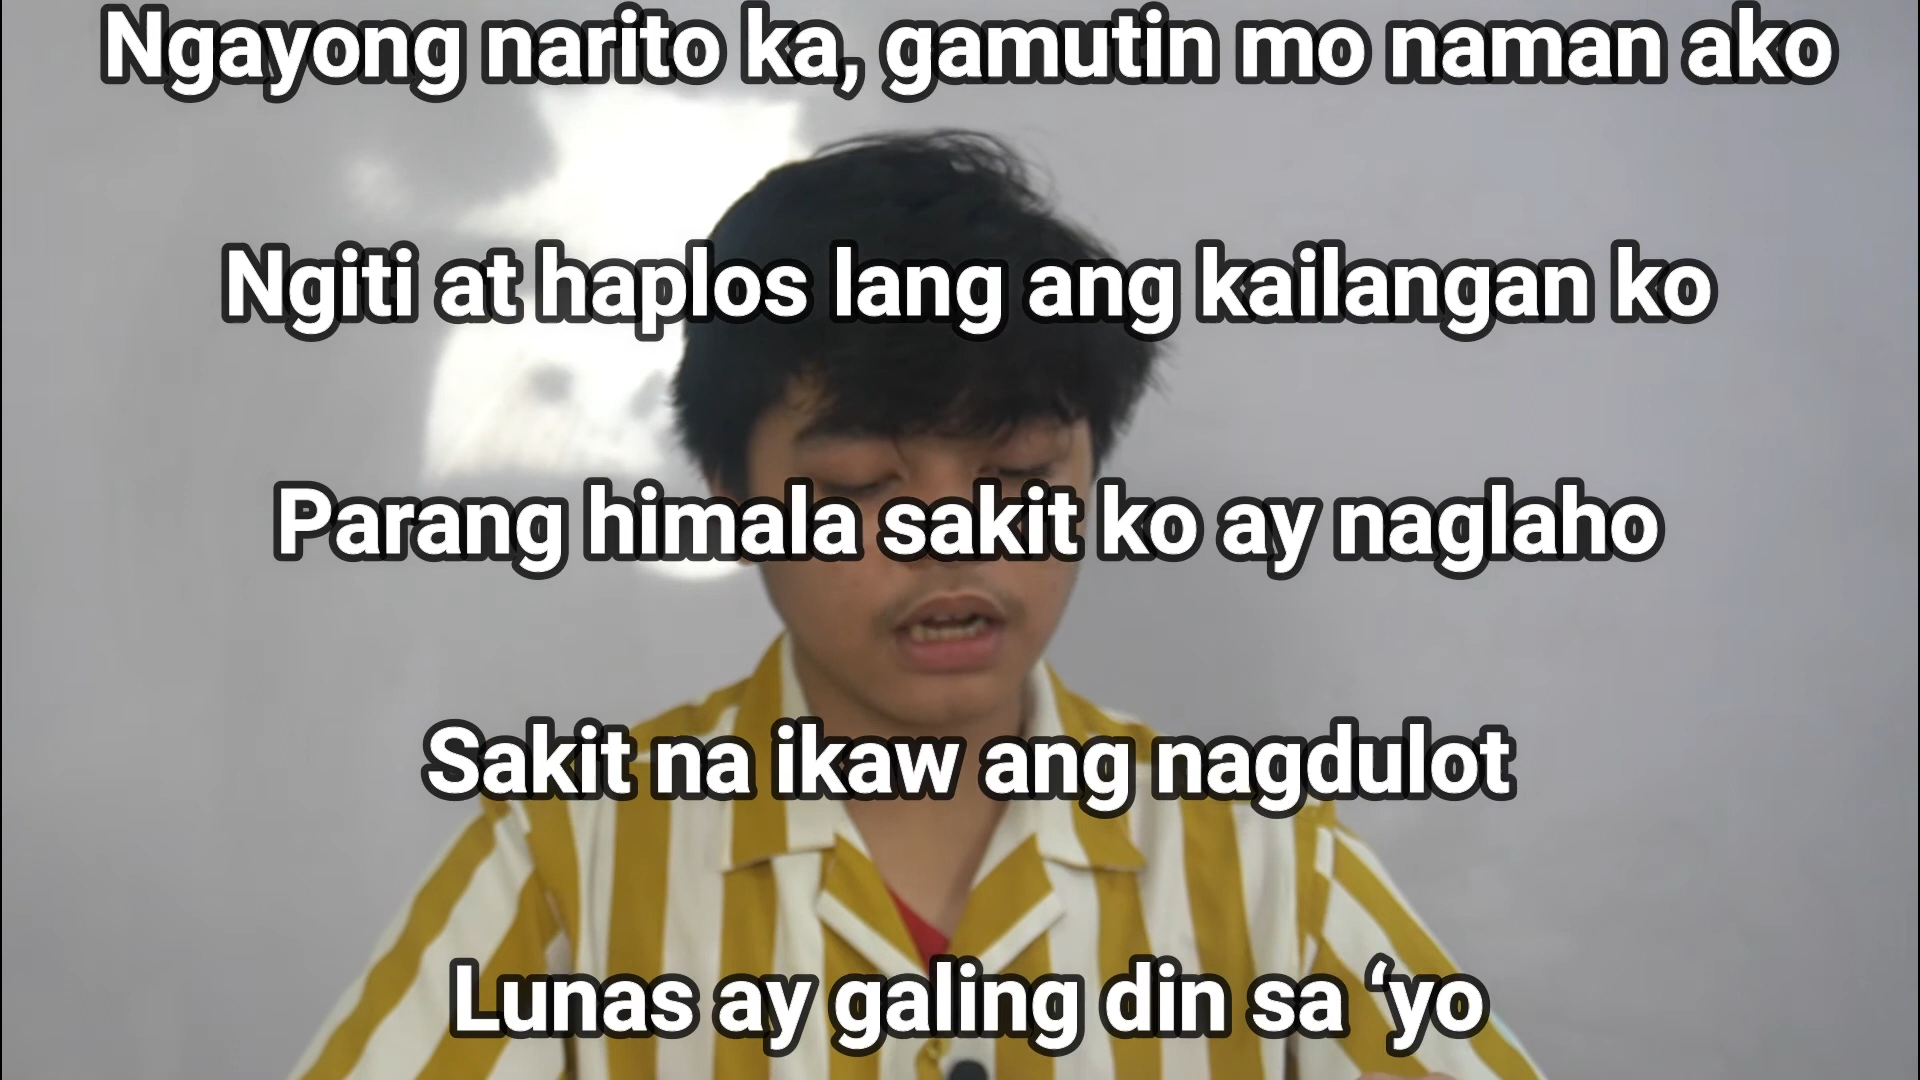 Ngayong narito ka, gamutin mo naman ako
Ngiti at haplos lang ang kailangan ko
Parang himala sakit ko ay naglaho
Sakit na ikaw ang nagdulot
Lunas ay galing din sa ‘yo